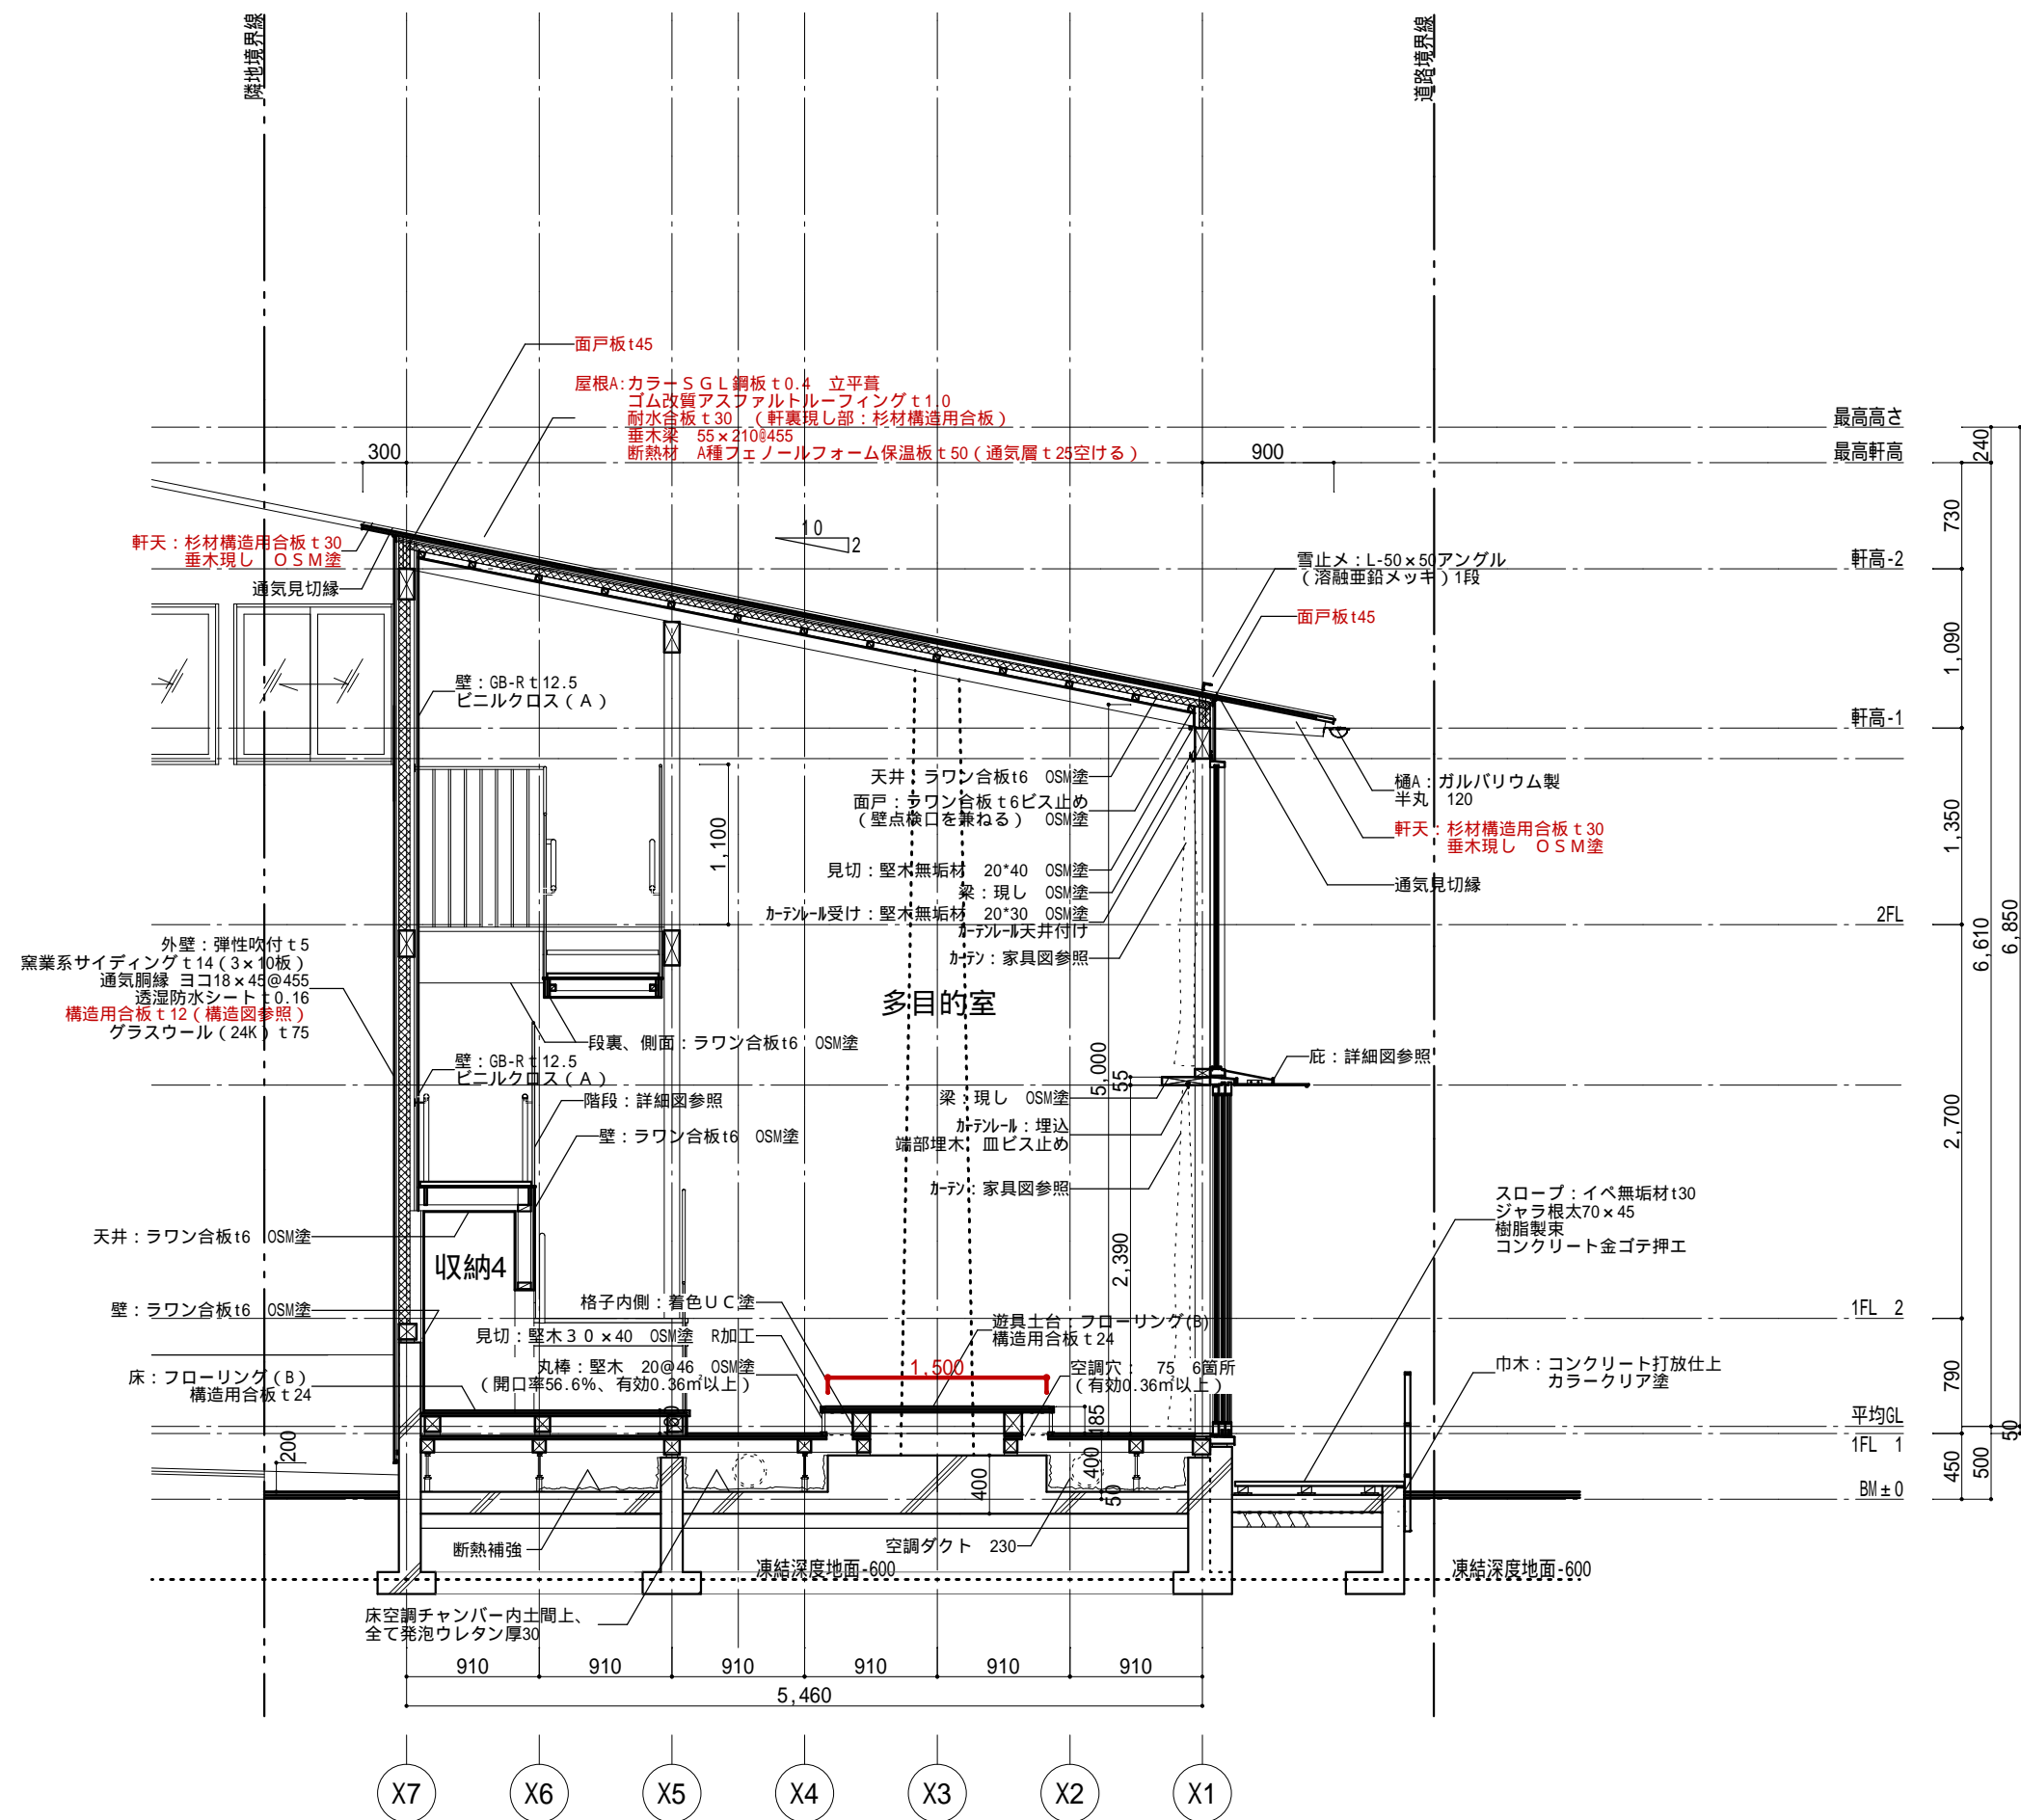 隣地境界線
道路境界線
面戸板t45
屋根A:カラーＳＧＬ鋼板ｔ0.4　立平葺
ゴム改質アスファルトルーフィングｔ1.0
耐水合板ｔ30　（軒裏現し部：杉材構造用合板）
垂木梁　55×210@455
断熱材　A種フェノールフォーム保温板ｔ50（通気層ｔ25空ける）
300
900
最高高さ
最高軒高
240
730
軒天：杉材構造用合板ｔ30
垂木現し　ＯＳＭ塗
通気見切縁
10
2
雪止メ：L-50×50アングル
（溶融亜鉛メッキ）1段
面戸板t45
軒高-2
1,090
壁：GB-Rｔ12.5
ビニルクロス（Ａ）
軒高-1
天井：ラワン合板t6　OSM塗
面戸：ラワン合板ｔ6ビス止め
（壁点検口を兼ねる）　OSM塗
樋A：ガルバリウム製
半丸　120
軒天：杉材構造用合板ｔ30
垂木現し　ＯＳＭ塗
1,100
1,350
見切：堅木無垢材　20*40　OSM塗
梁：現し　OSM塗
ｶｰﾃﾝﾚｰﾙ受け：堅木無垢材　20*30　OSM塗
ｶｰﾃﾝﾚｰﾙ天井付け
ｶｰﾃﾝ：家具図参照
通気見切縁
2FL
6,610
6,850
外壁：弾性吹付ｔ5
窯業系サイディングｔ14（3×10板）
通気胴縁 ヨコ18×45@455
透湿防水シートｔ0.16
構造用合板ｔ12（構造図参照）
グラスウール（24K）ｔ75
多目的室
段裏、側面：ラワン合板t6　OSM塗
壁：GB-Rｔ12.5
ビニルクロス（Ａ）
階段：詳細図参照
壁：ラワン合板t6　OSM塗
5,000
55
庇：詳細図参照
梁：現し　OSM塗
ｶｰﾃﾝﾚｰﾙ：埋込
端部埋木　皿ビス止め
ｶｰﾃﾝ：家具図参照
2,700
スロープ：イペ無垢材t30
ジャラ根太70×45
樹脂製束
コンクリート金ゴテ押エ
天井：ラワン合板t6　OSM塗
収納4
2,390
壁：ラワン合板t6　OSM塗
格子内側：着色ＵＣ塗
見切：堅木３０×40　OSM塗　R加工
丸棒：堅木　20@46　OSM塗
（開口率56.6%、有効0.36㎡以上）
遊具土台：フローリング(B)
構造用合板ｔ24
1,500
空調穴：　75　6箇所
（有効0.36㎡以上）
1FL　2
790
床：フローリング(B)
構造用合板ｔ24
巾木：コンクリート打放仕上
カラークリア塗
185
平均GL
50
1FL　1
200
400
400
50
450
500
BM±0
断熱補強
空調ダクト　230
凍結深度地面-600
凍結深度地面-600
床空調チャンバー内土間上、
全て発泡ウレタン厚30
910
910
910
910
910
910
5,460
X7
X6
X5
X4
X3
X2
X1